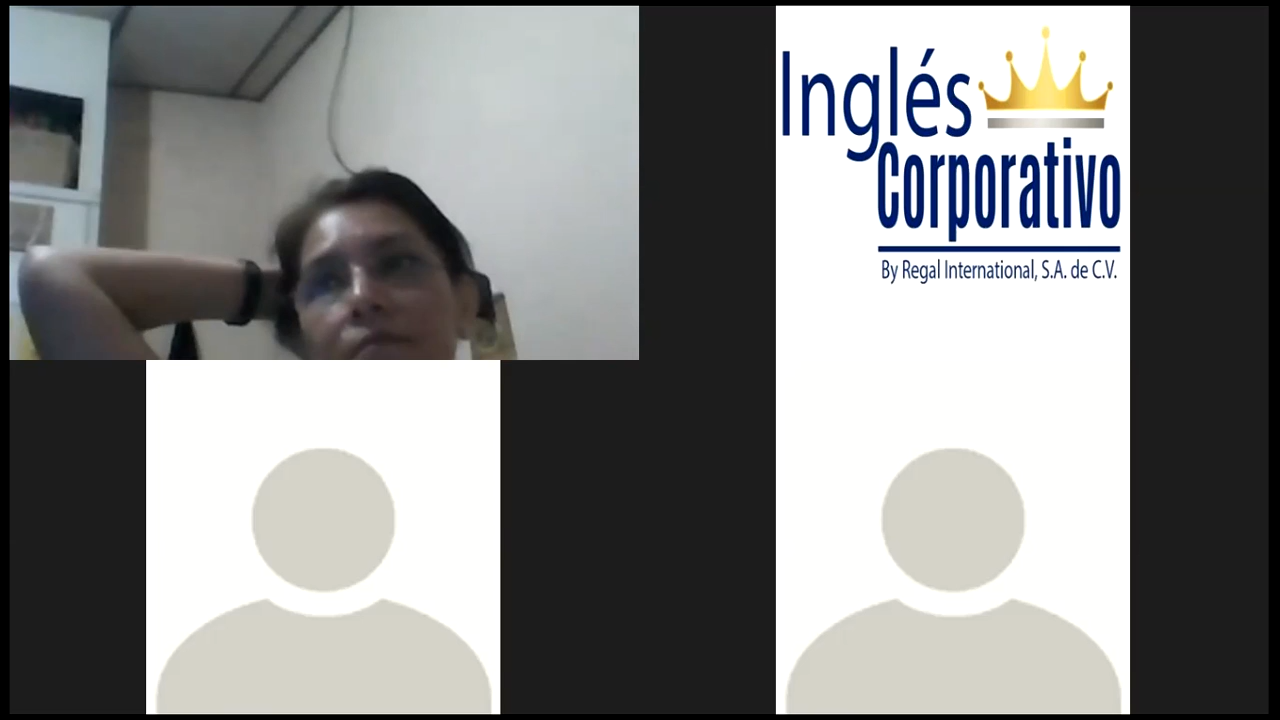 Inglés
Corporativo
By Regal International, S.A. de C.V.